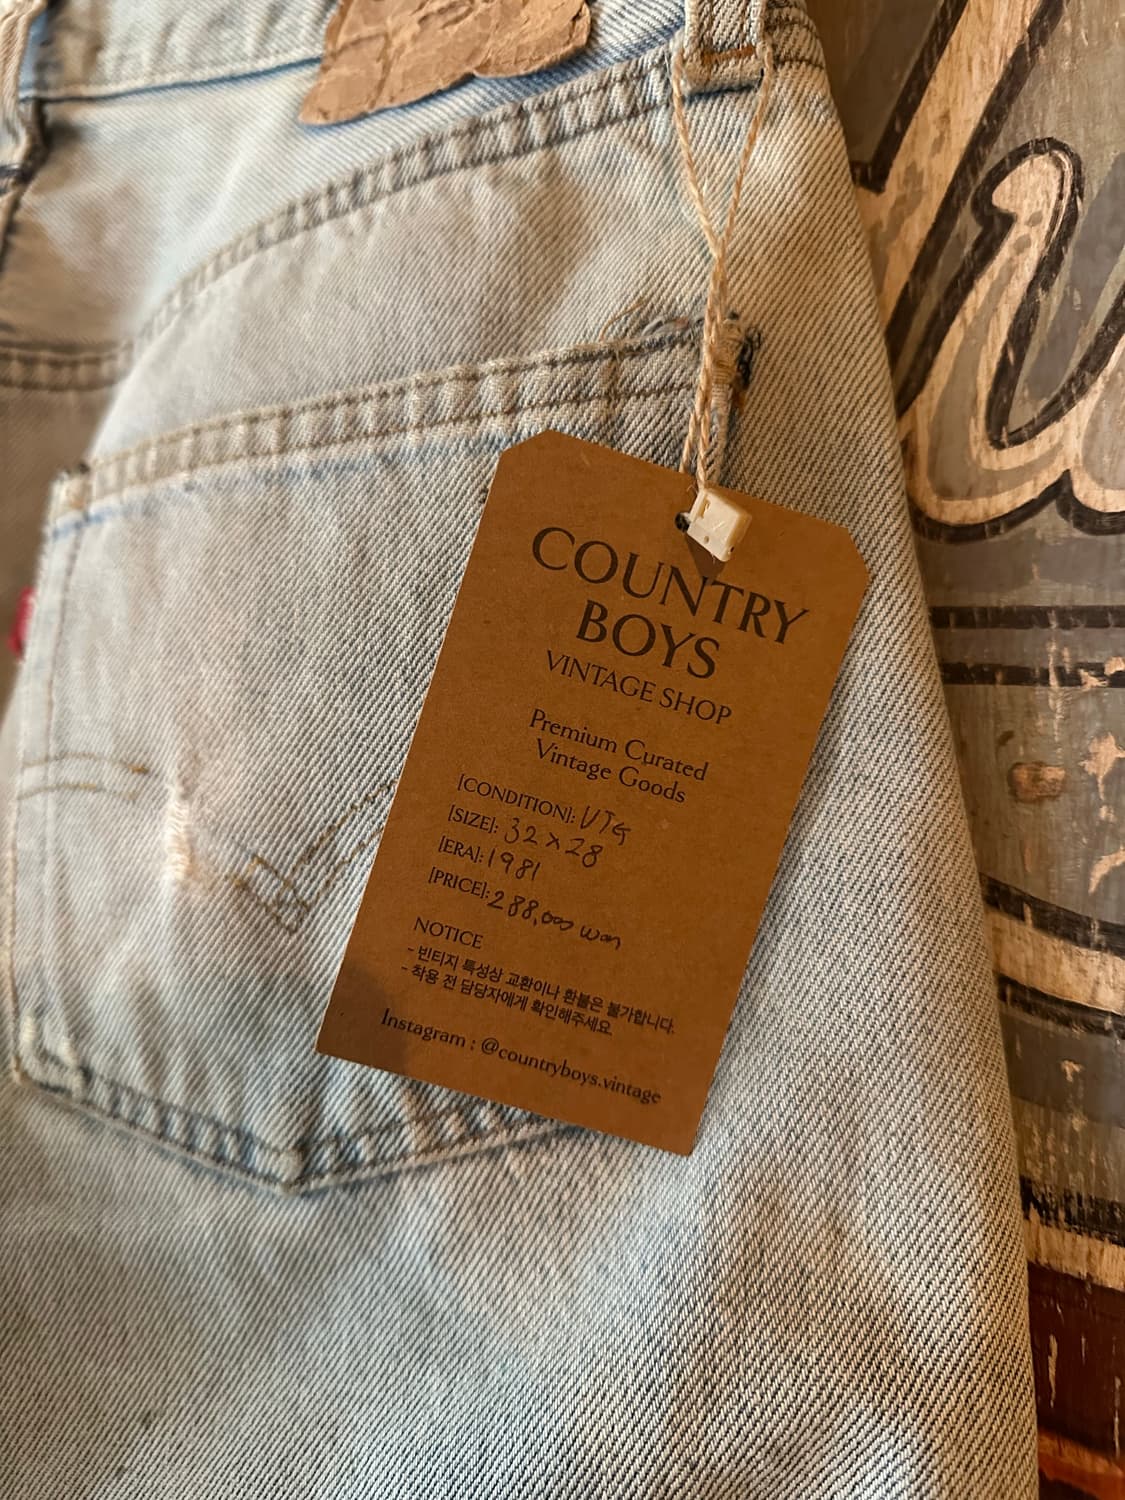 COUNTRY
BOYS
VINTAGE SHOP
Premium Curated
Vintage Goods
[CONDITION]: VTG
[SIZE]: 32 x 28
[ERA]: 1981
[PRICE]: 288,000 won
NOTICE
- 빈티지 특성상 교환이나 환불은 불가합니다.
- 착용 전 담당자에게 확인해주세요.
Instagram : @countryboys.vintage